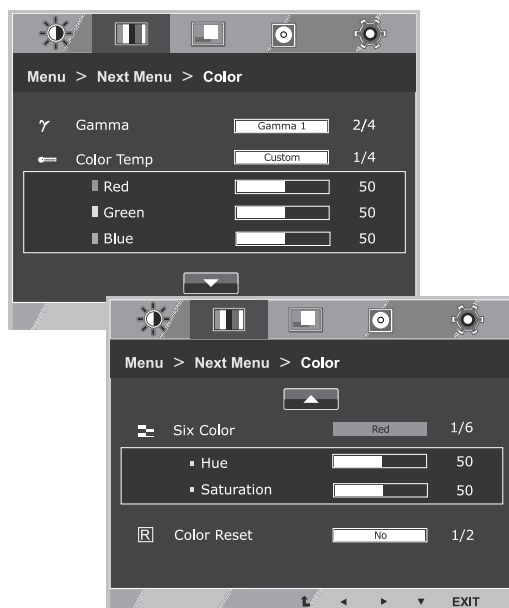 Menu > Next Menu > Color
γ Gamma Gamma 1 2/4
Color Temp Custom 1/4
Red 50
Green 50
Blue 50
Menu > Next Menu > Color
Six Color Red 1/6
Hue 50
Saturation 50
R Color Reset No 1/2
EXIT